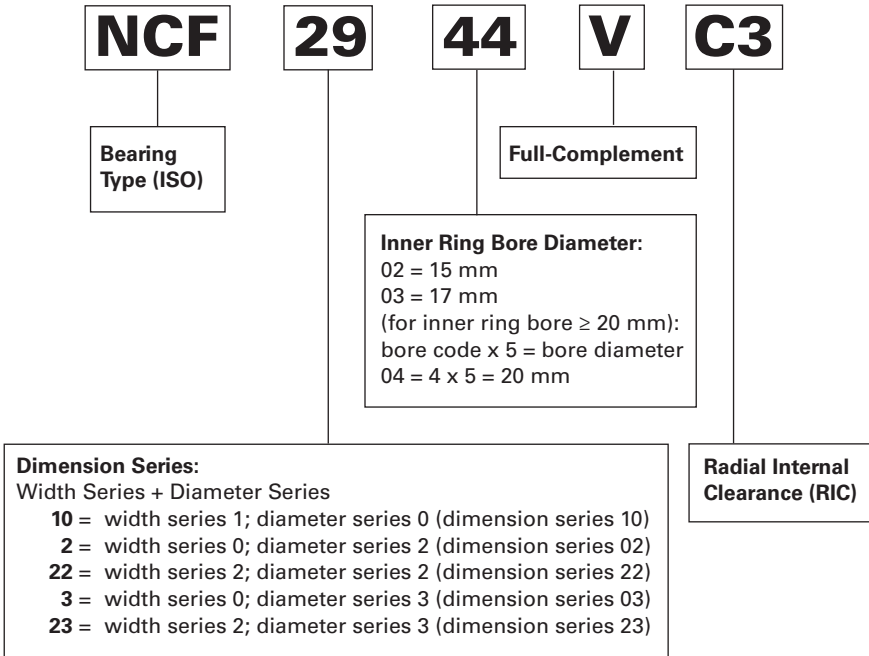 NCF 29 44 V C3
Bearing
Type (ISO)
Full-Complement
Inner Ring Bore Diameter:
02 = 15 mm
03 = 17 mm
(for inner ring bore ≥ 20 mm):
bore code x 5 = bore diameter
04 = 4 x 5 = 20 mm
Dimension Series:
Width Series + Diameter Series
10 = width series 1; diameter series 0 (dimension series 10)
2 = width series 0; diameter series 2 (dimension series 02)
22 = width series 2; diameter series 2 (dimension series 22)
3 = width series 0; diameter series 3 (dimension series 03)
23 = width series 2; diameter series 3 (dimension series 23)
Radial Internal
Clearance (RIC)